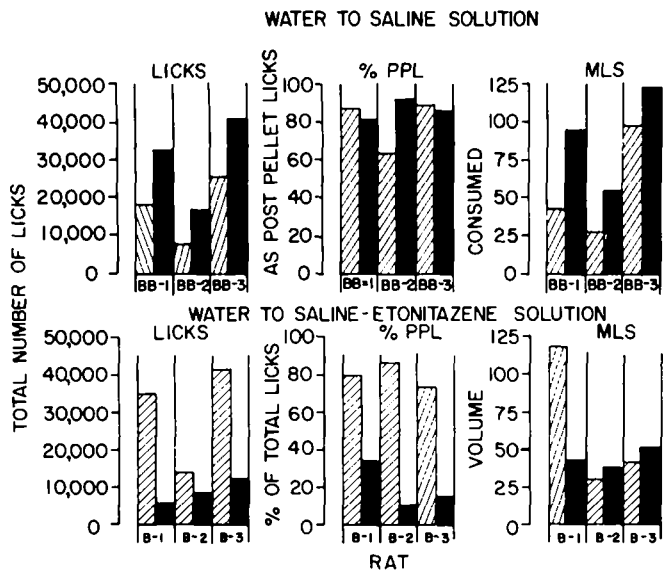 WATER TO SALINE SOLUTION
LICKS
% PPL
MLS
50,000
40,000
30,000
20,000
10,000
0
100
80
60
40
20
0
125
100
75
50
25
0
TOTAL NUMBER OF LICKS
AS POST PELLET LICKS
CONSUMED
BB-1 BB-2 BB-3
BB-1 BB-2 BB-3
BB-1 BB-2 BB-3
WATER TO SALINE-ETONITAZENE SOLUTION
LICKS
% PPL
MLS
50,000
40,000
30,000
20,000
10,000
0
100
80
60
40
20
0
125
100
75
50
25
0
% OF TOTAL LICKS
VOLUME
B-1 B-2 B-3
B-1 B-2 B-3
B-1 B-2 B-3
RAT